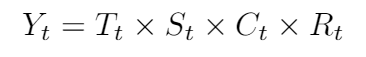 Y_t = T_t × S_t × C_t × R_t